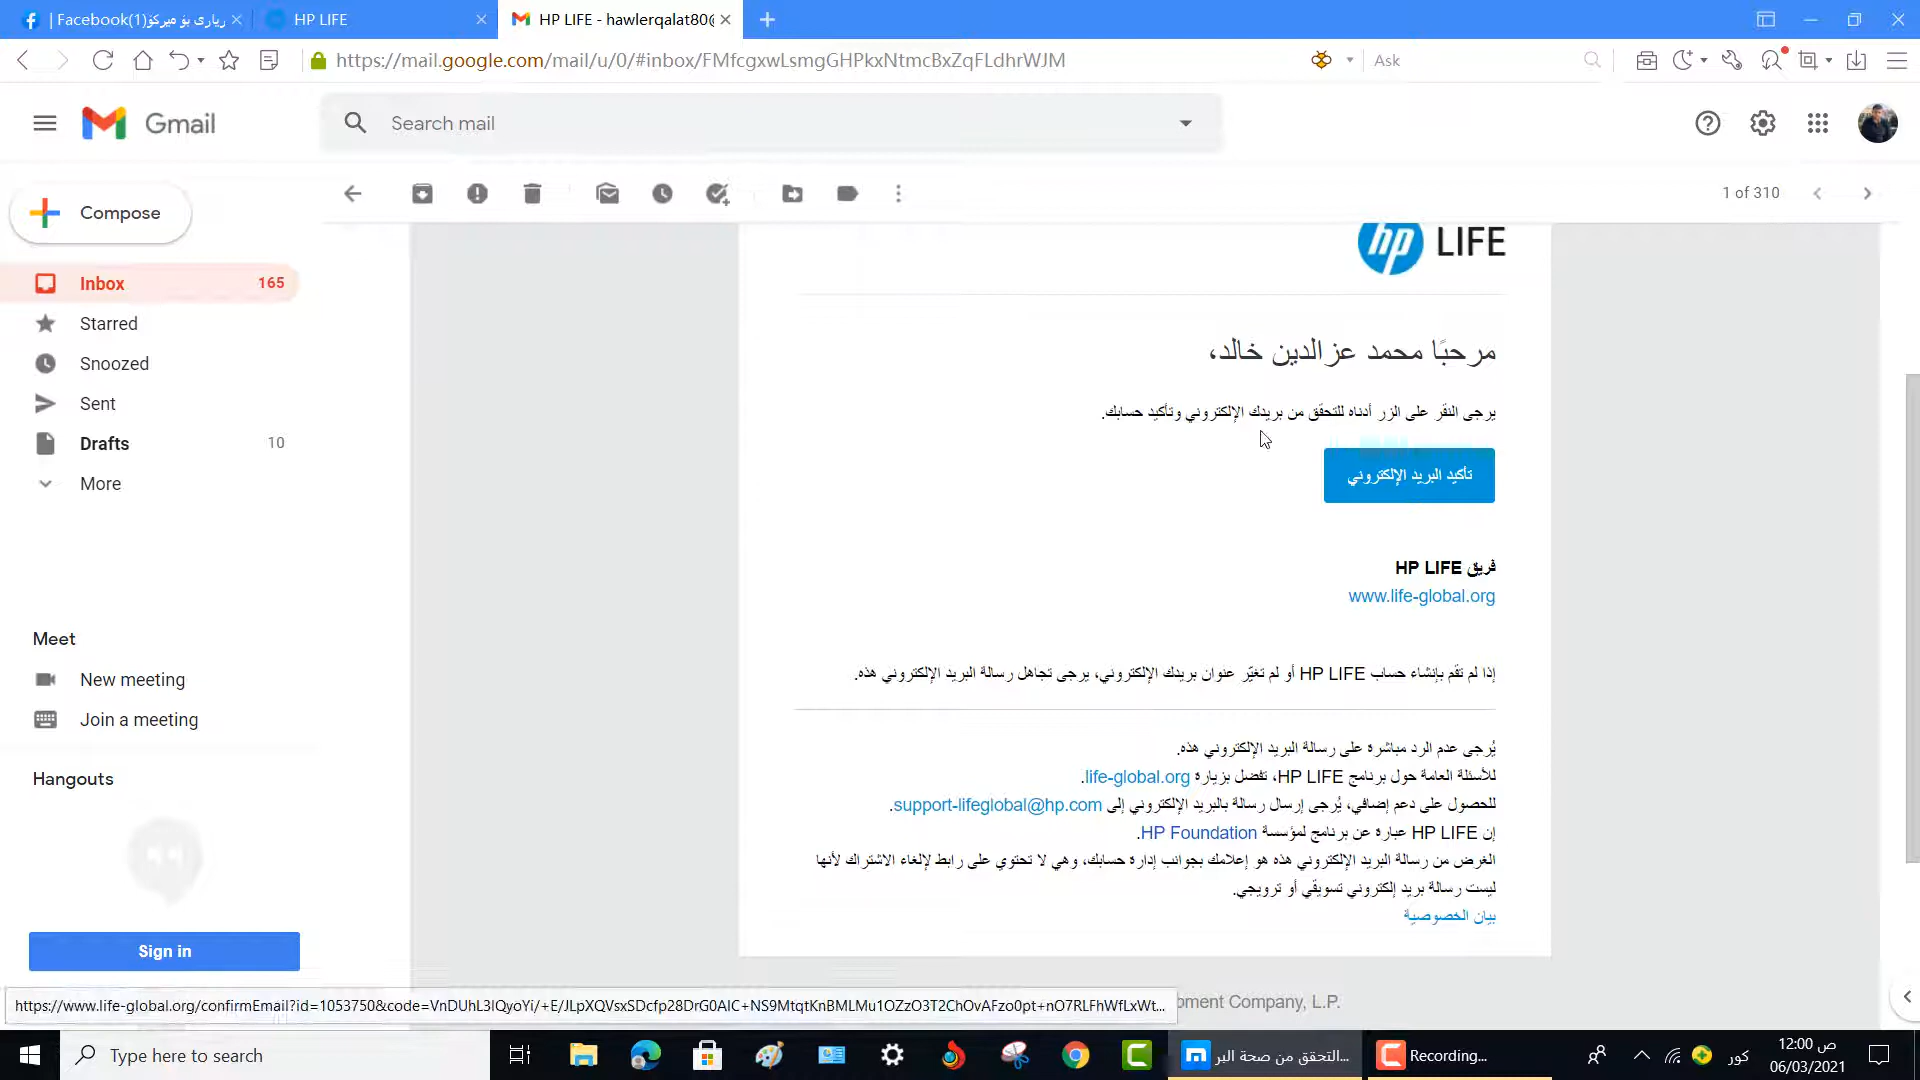 ریاری بۆ میرکۆ(1)Facebook |
HP LIFE
HP LIFE - hawlerqalat80@
https://mail.google.com/mail/u/0/#inbox/FMfcgxwLsmgGHPkxNtmcBxZqFLdhrWJM
Ask
Gmail
Search mail
Compose
1 of 310
Inbox 165
Starred
Snoozed
Sent
Drafts 10
More
Meet
New meeting
Join a meeting
Hangouts
Sign in
hp LIFE
مرحبًا محمد عزالدين خالد،
يرجى النقر على الزر أدناه للتحقق من بريدك الإلكتروني وتأكيد حسابك.
تأكيد البريد الإلكتروني
فريق HP LIFE
www.life-global.org
إذا لم تقم بإنشاء حساب HP LIFE أو لم تغيّر عنوان بريدك الإلكتروني، يرجى تجاهل رسالة البريد الإلكتروني هذه.
يُرجى عدم الرد مباشرة على رسالة البريد الإلكتروني هذه.
للأسئلة العامة حول برنامج HP LIFE، تفضل بزيارة life-global.org.
للحصول على دعم إضافي، يُرجى إرسال رسالة بالبريد الإلكتروني إلى support-lifeglobal@hp.com.
إن HP LIFE عبارة عن برنامج لمؤسسة HP Foundation.
الغرض من رسالة البريد الإلكتروني هذه هو إعلامك بجوانب إدارة حسابك، وهي لا تحتوي على رابط لإلغاء الاشتراك لأنها
ليست رسالة بريد إلكتروني تسويقي أو ترويجي.
بيان الخصوصية
pment Company, L.P.
https://www.life-global.org/confirmEmail?id=1053750&code=VnDUhL3lQyoYi/+E/JLpXQVsxSDcfp28DrG0AIC+NS9MtqtKnBMLMu1OZzO3T2ChOvAFzo0pt+nO7RLFhWfLxWt...
Type here to search
التحقق من صحة البر...
Recording...
كور
12:00 ص
06/03/2021